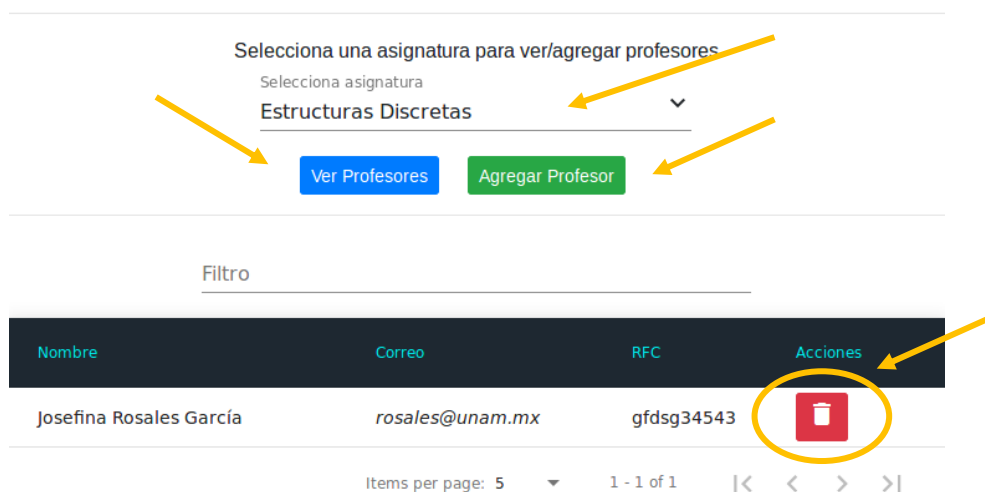 Selecciona una asignatura para ver/agregar profesores
Selecciona asignatura
Estructuras Discretas
Ver Profesores Agregar Profesor
Filtro
Nombre Correo RFC Acciones
Josefina Rosales García rosales@unam.mx gfdsg34543
Items per page: 5 1 - 1 of 1